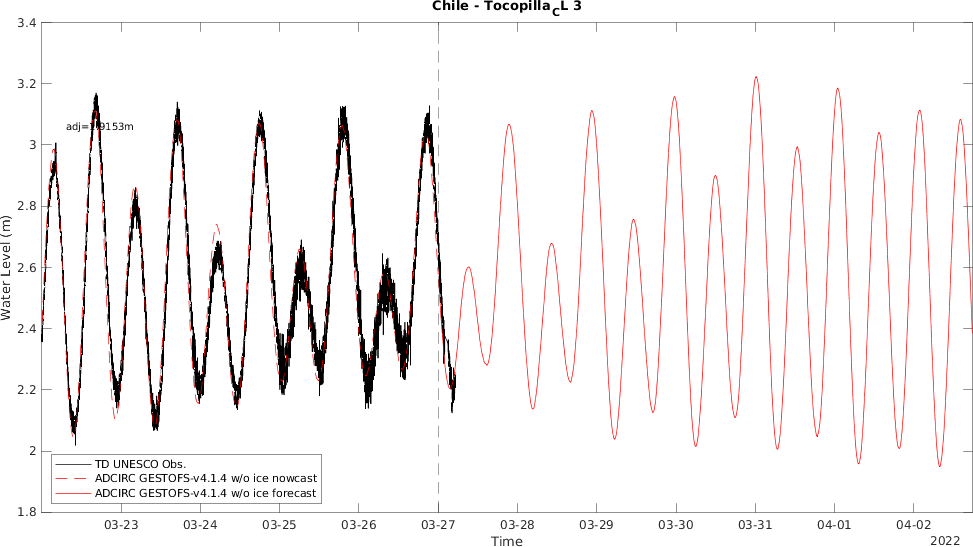 Chile - Tocopilla_CL 3
3.4
3.2
3
2.8
2.6
2.4
2.2
2
1.8
Water Level (m)
adj=2.9153m
TD UNESCO Obs.
ADCIRC GESTOFS-v4.1.4 w/o ice nowcast
ADCIRC GESTOFS-v4.1.4 w/o ice forecast
03-23 03-24 03-25 03-26 03-27 03-28 03-29 03-30 03-31 04-01 04-02
Time
2022